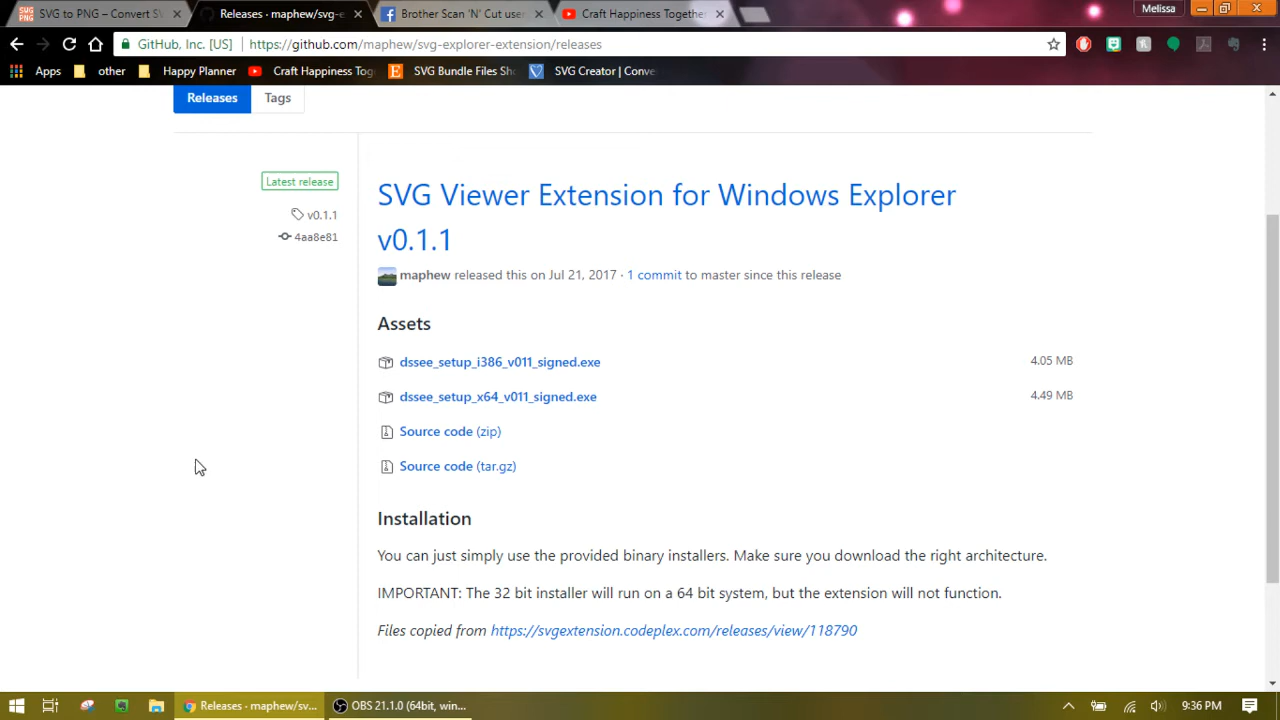 SVG to PNG – Convert S
Releases · maphew/svg-e
Brother Scan 'N' Cut use
Craft Happiness Together
Melissa
GitHub, Inc. [US]
https://github.com/maphew/svg-explorer-extension/releases
Apps
other
Happy Planner
Craft Happiness Tog
SVG Bundle Files Sh
SVG Creator | Conve
Releases
Tags
Latest release
v0.1.1
4aa8e81
SVG Viewer Extension for Windows Explorer
v0.1.1
maphew released this on Jul 21, 2017 · 1 commit to master since this release
Assets
dssee_setup_i386_v011_signed.exe
4.05 MB
dssee_setup_x64_v011_signed.exe
4.49 MB
Source code (zip)
Source code (tar.gz)
Installation
You can just simply use the provided binary installers. Make sure you download the right architecture.
IMPORTANT: The 32 bit installer will run on a 64 bit system, but the extension will not function.
Files copied from https://svgextension.codeplex.com/releases/view/118790
Releases · maphew/sv...
OBS 21.1.0 (64bit, win...
9:36 PM